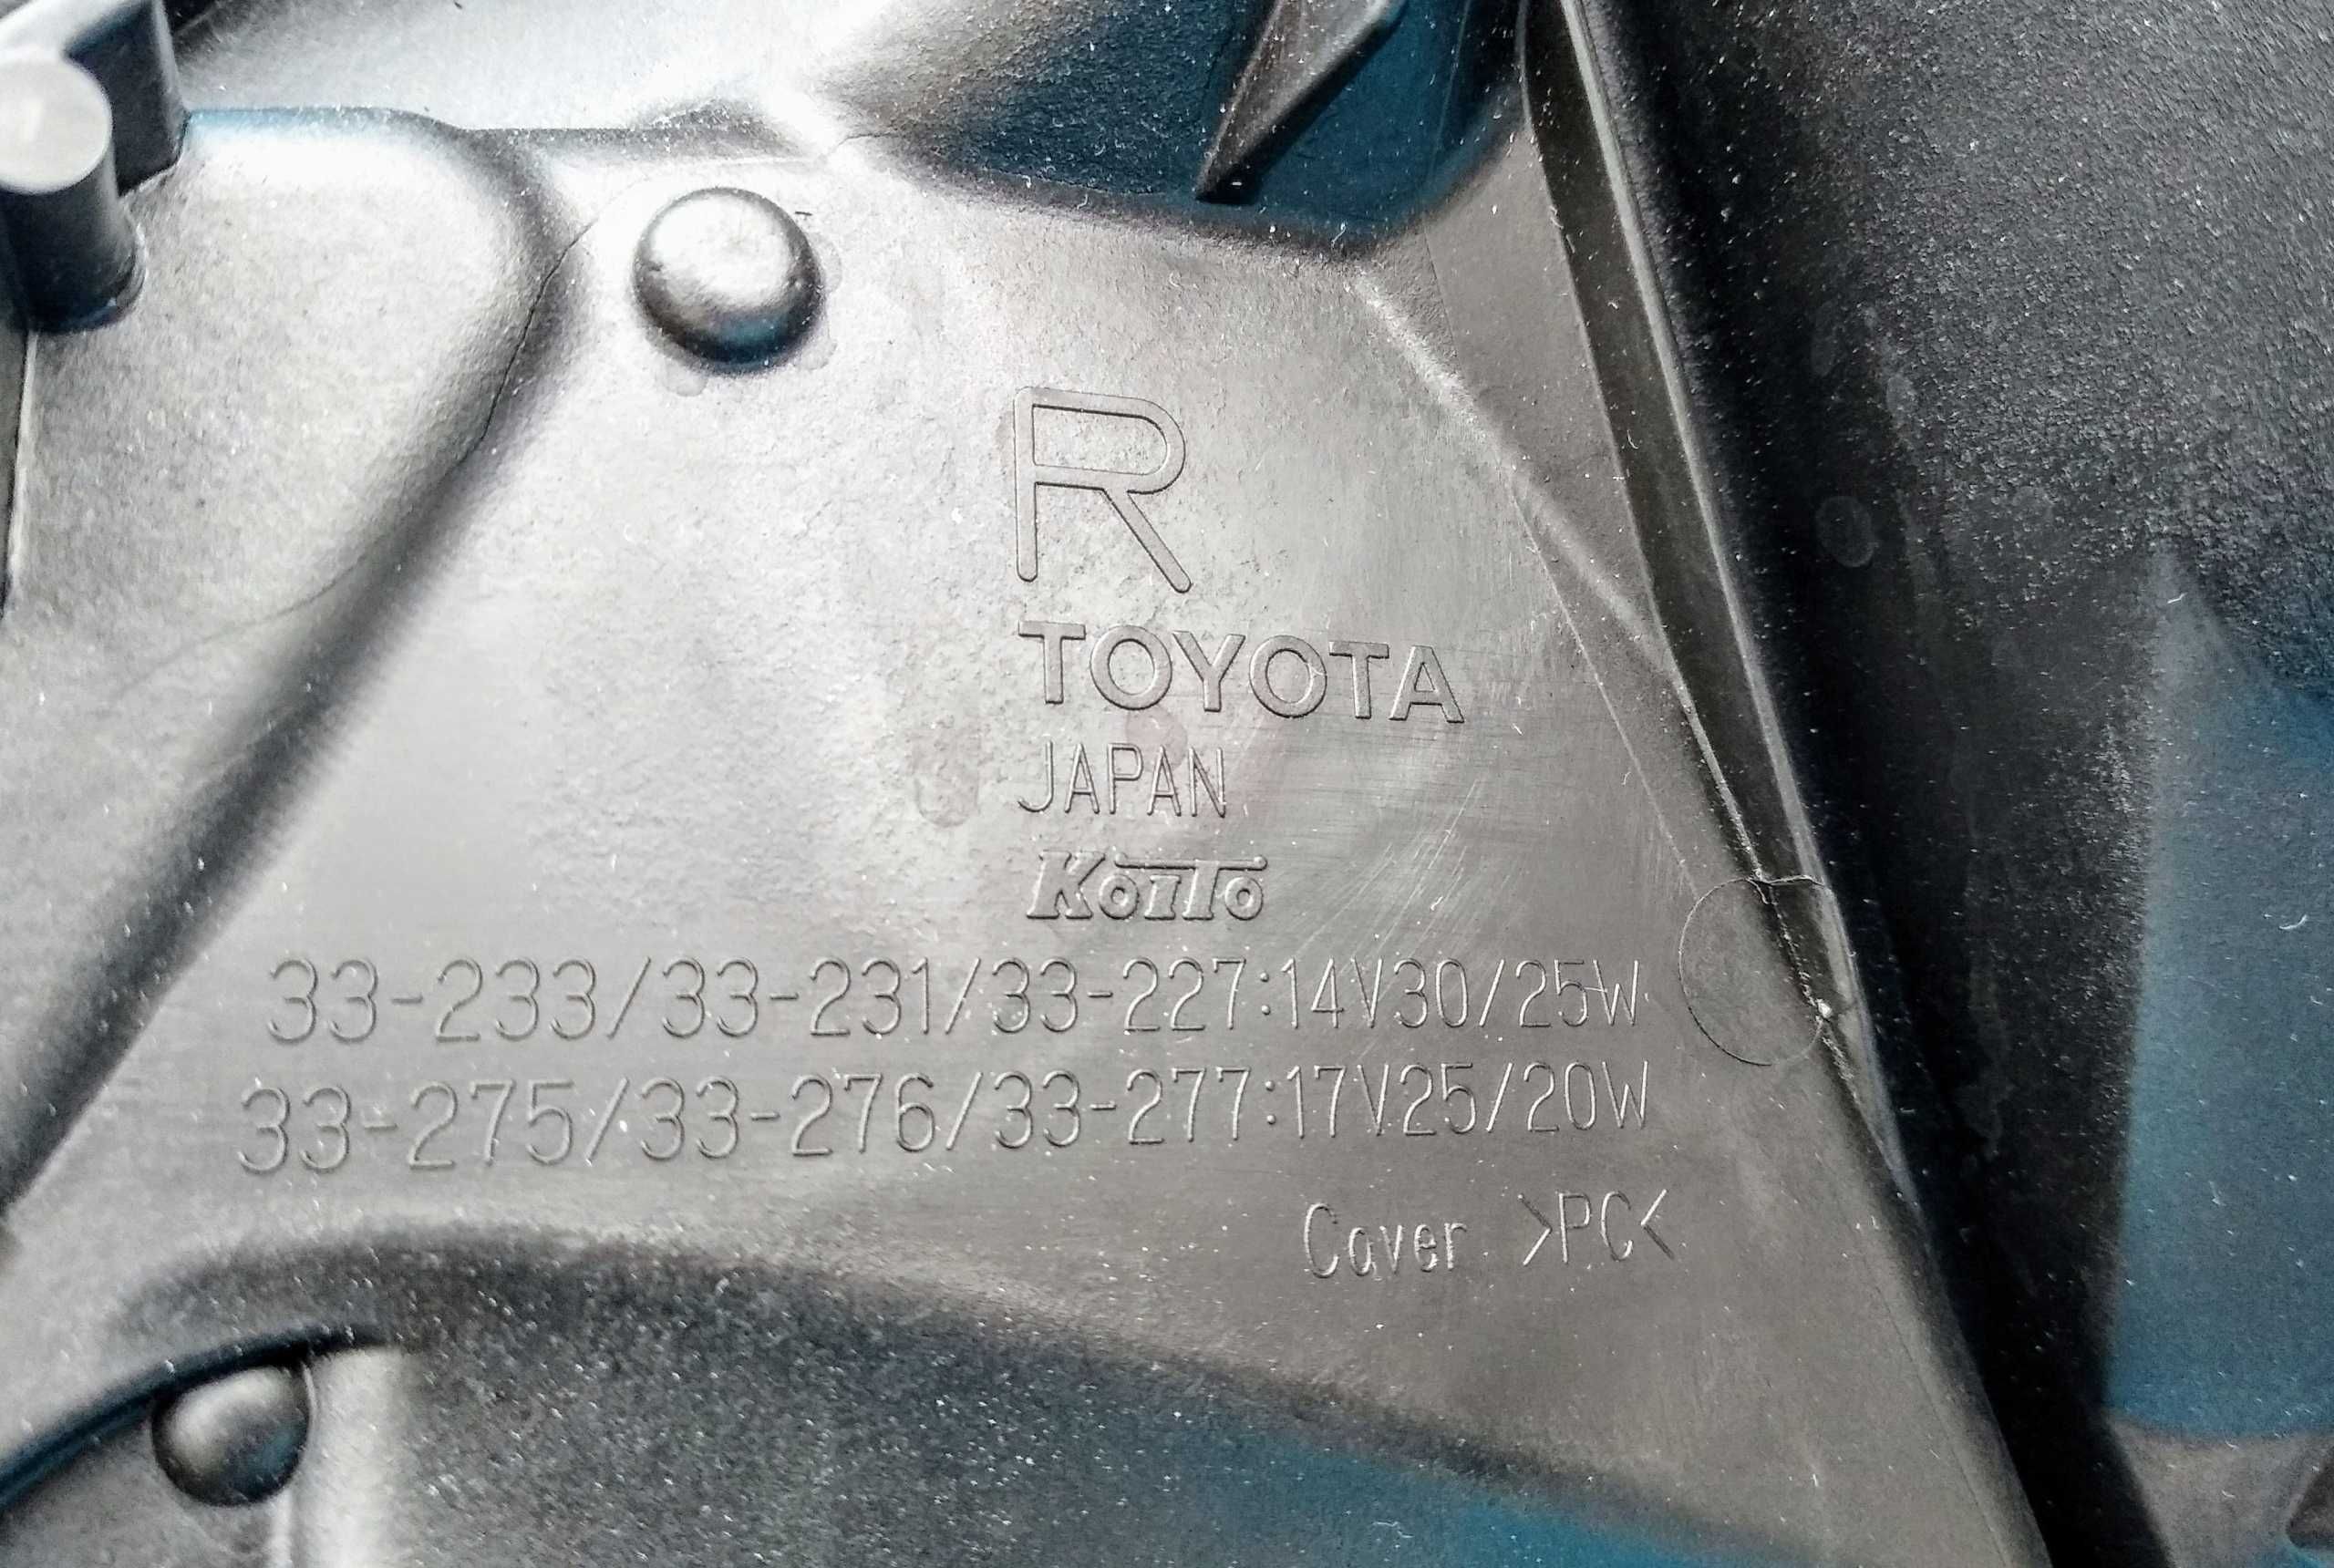 R
TOYOTA
JAPAN
KOITO
33-233/33-231/33-227:14V30/25W
33-275/33-276/33-277:17V25/20W
Cover >PC<